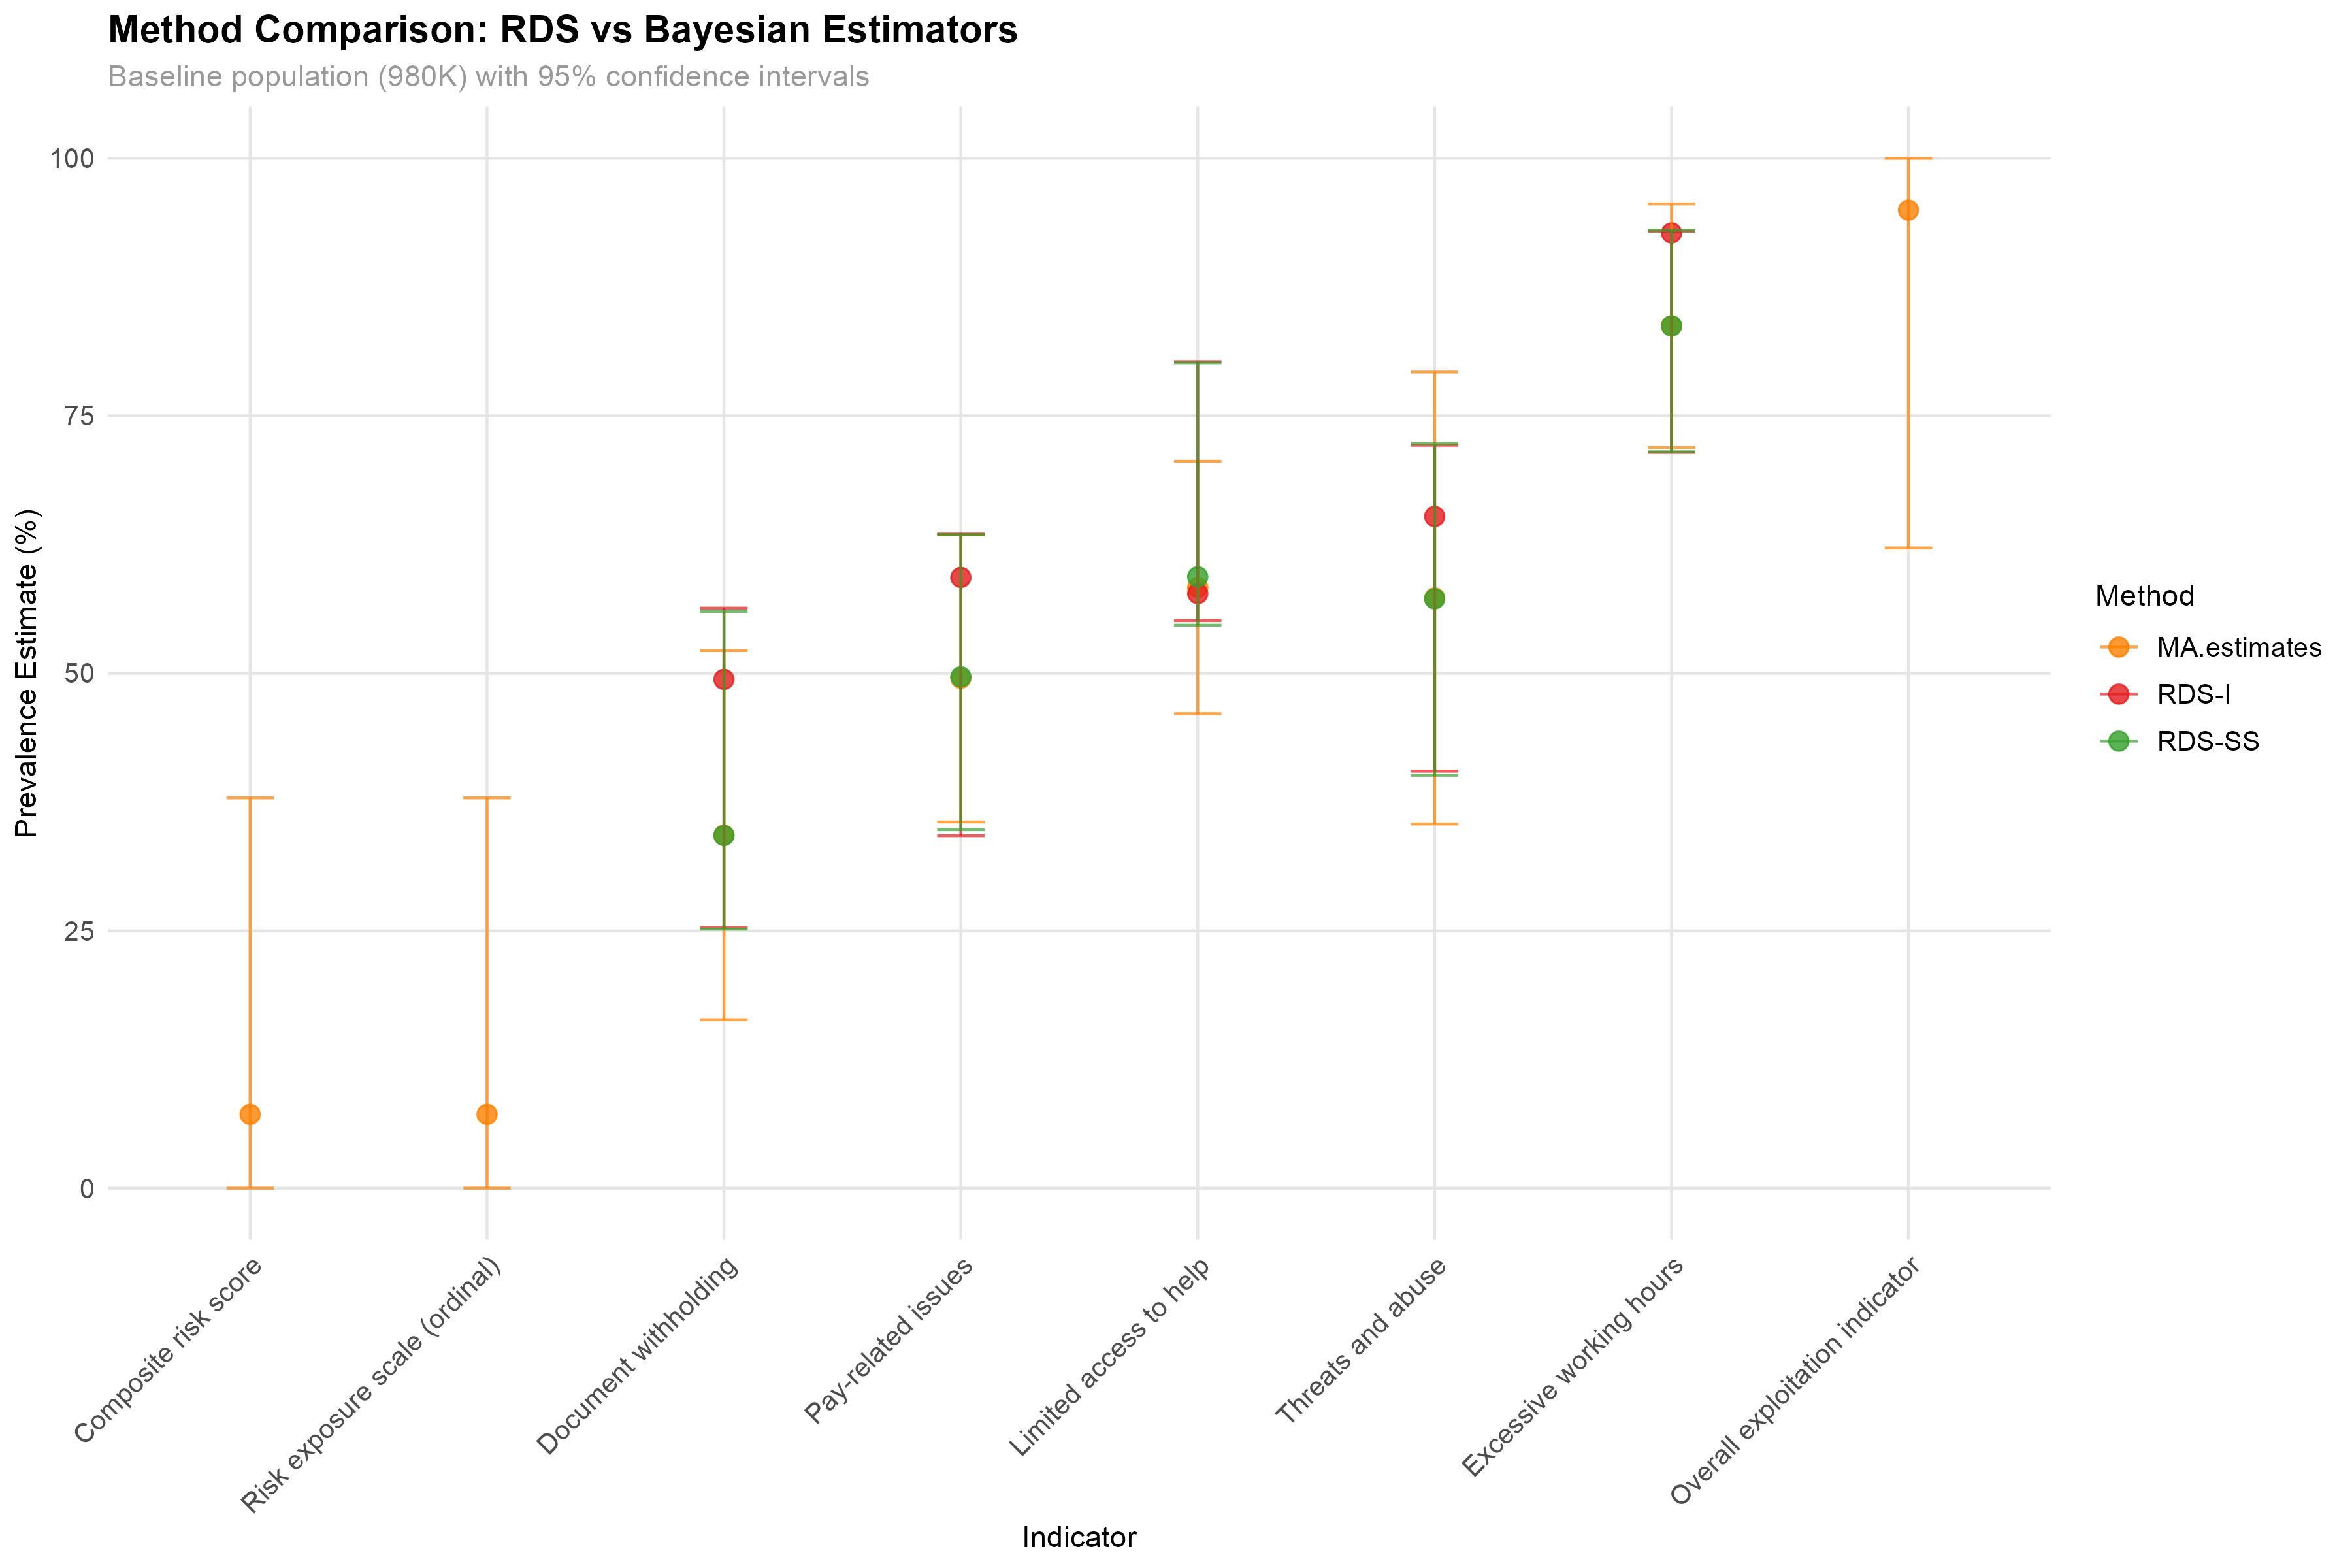 Method Comparison: RDS vs Bayesian Estimators
Baseline population (980K) with 95% confidence intervals
Prevalence Estimate (%)
100
75
50
25
0
Composite risk score
Risk exposure scale (ordinal)
Document withholding
Pay-related issues
Limited access to help
Threats and abuse
Excessive working hours
Overall exploitation indicator
Indicator
Method
MA.estimates
RDS-I
RDS-SS